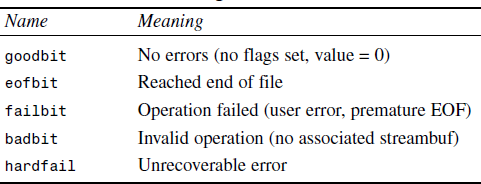 Name Meaning
goodbit No errors (no flags set, value = 0)
eofbit Reached end of file
failbit Operation failed (user error, premature EOF)
badbit Invalid operation (no associated streambuf)
hardfail Unrecoverable error